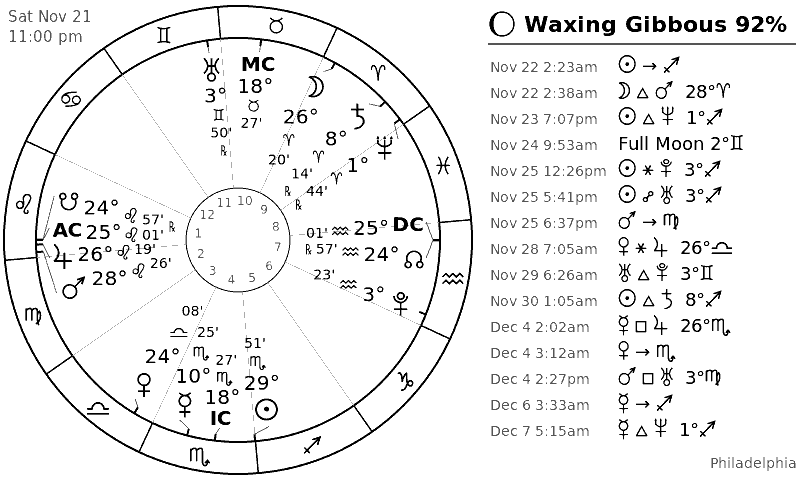 Sat Nov 21
11:00 pm
Waxing Gibbous 92%
Nov 22 2:23am ☉ → ♐
Nov 22 2:38am ☽ △ ♂ 28°♈
Nov 23 7:07pm ☉ △ ♆ 1°♐
Nov 24 9:53am Full Moon 2°♊
Nov 25 12:26pm ☉ ⚹ ⚴ 3°♐
Nov 25 5:41pm ☉ ☍ ♅ 3°♐
Nov 25 6:37pm ♂ → ♍
Nov 28 7:05am ♀ ⚹ ♃ 26°♎
Nov 29 6:26am ♅ △ ⯓ 3°♊
Nov 30 1:05am ☉ △ ♄ 8°♐
Dec 4 2:02am ☿ □ ♃ 26°♏
Dec 4 3:12am ♀ → ♏
Dec 4 2:27pm ♂ □ ♅ 3°♍
Dec 6 3:33am ☿ → ♐
Dec 7 5:15am ☿ △ ♆ 1°♐
Philadelphia
♊ ♉ ♈ ♓ ♒ ♑ ♐ ♏ ♎ ♍ ♌ ♋
♅ 3° ♊ 50' ℞
MC 18° ♉ 27'
☽ 26° ♈ 20'
♄ 8° ♈ 14' ℞
♆ 1° ♈ 44' ℞
☋ 24° ♌ 57' ℞
AC 25° ♌ 01'
♃ 26° ♌ 19'
♂ 28° ♌ 26'
01' ♒ 25° DC
℞ 57' ♒ 24° ☊
23' ♒ 3° ⯓
♀ 24° ♎ 08'
☿ 10° ♏ 25'
IC 18° ♏ 27'
☉ 29° ♏ 51'
1 2 3 4 5 6 7 8 9 10 11 12